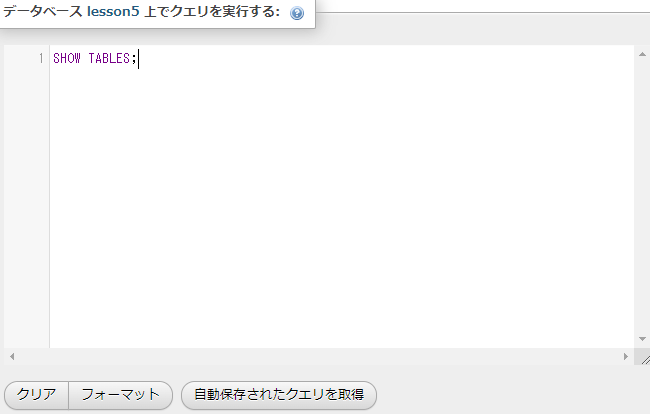 データベース lesson5 上でクエリを実行する:
1 SHOW TABLES;
クリア フォーマット 自動保存されたクエリを取得